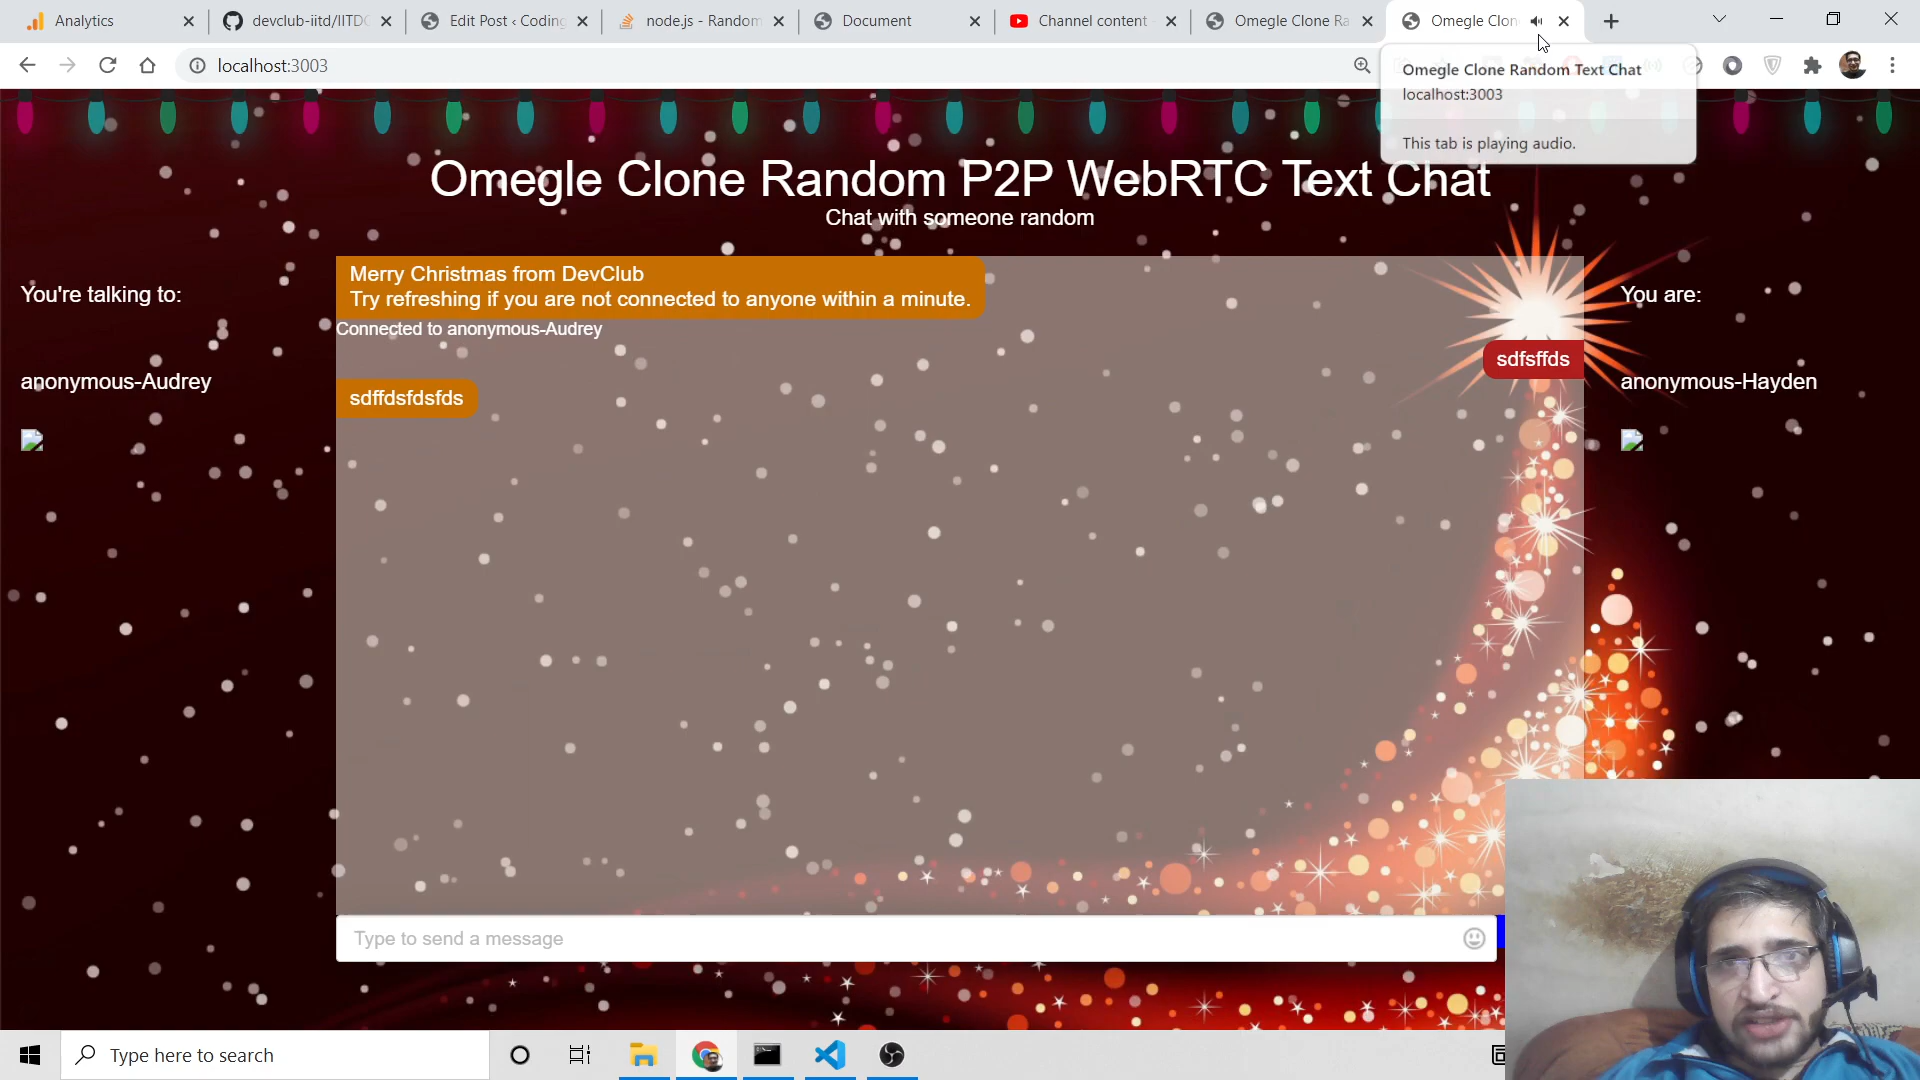 Analytics
devclub-iitd/IITD
Edit Post ‹ Coding
node.js - Random
Document
Channel content -
Omegle Clone Ra
Omegle Clon
localhost:3003
Omegle Clone Random Text Chat
localhost:3003
This tab is playing audio.
Omegle Clone Random P2P WebRTC Text Chat
Chat with someone random
You're talking to:
anonymous-Audrey
Merry Christmas from DevClub
Try refreshing if you are not connected to anyone within a minute.
Connected to anonymous-Audrey
sdfsffds
sdffdsfdsfds
You are:
anonymous-Hayden
Type to send a message
Type here to search